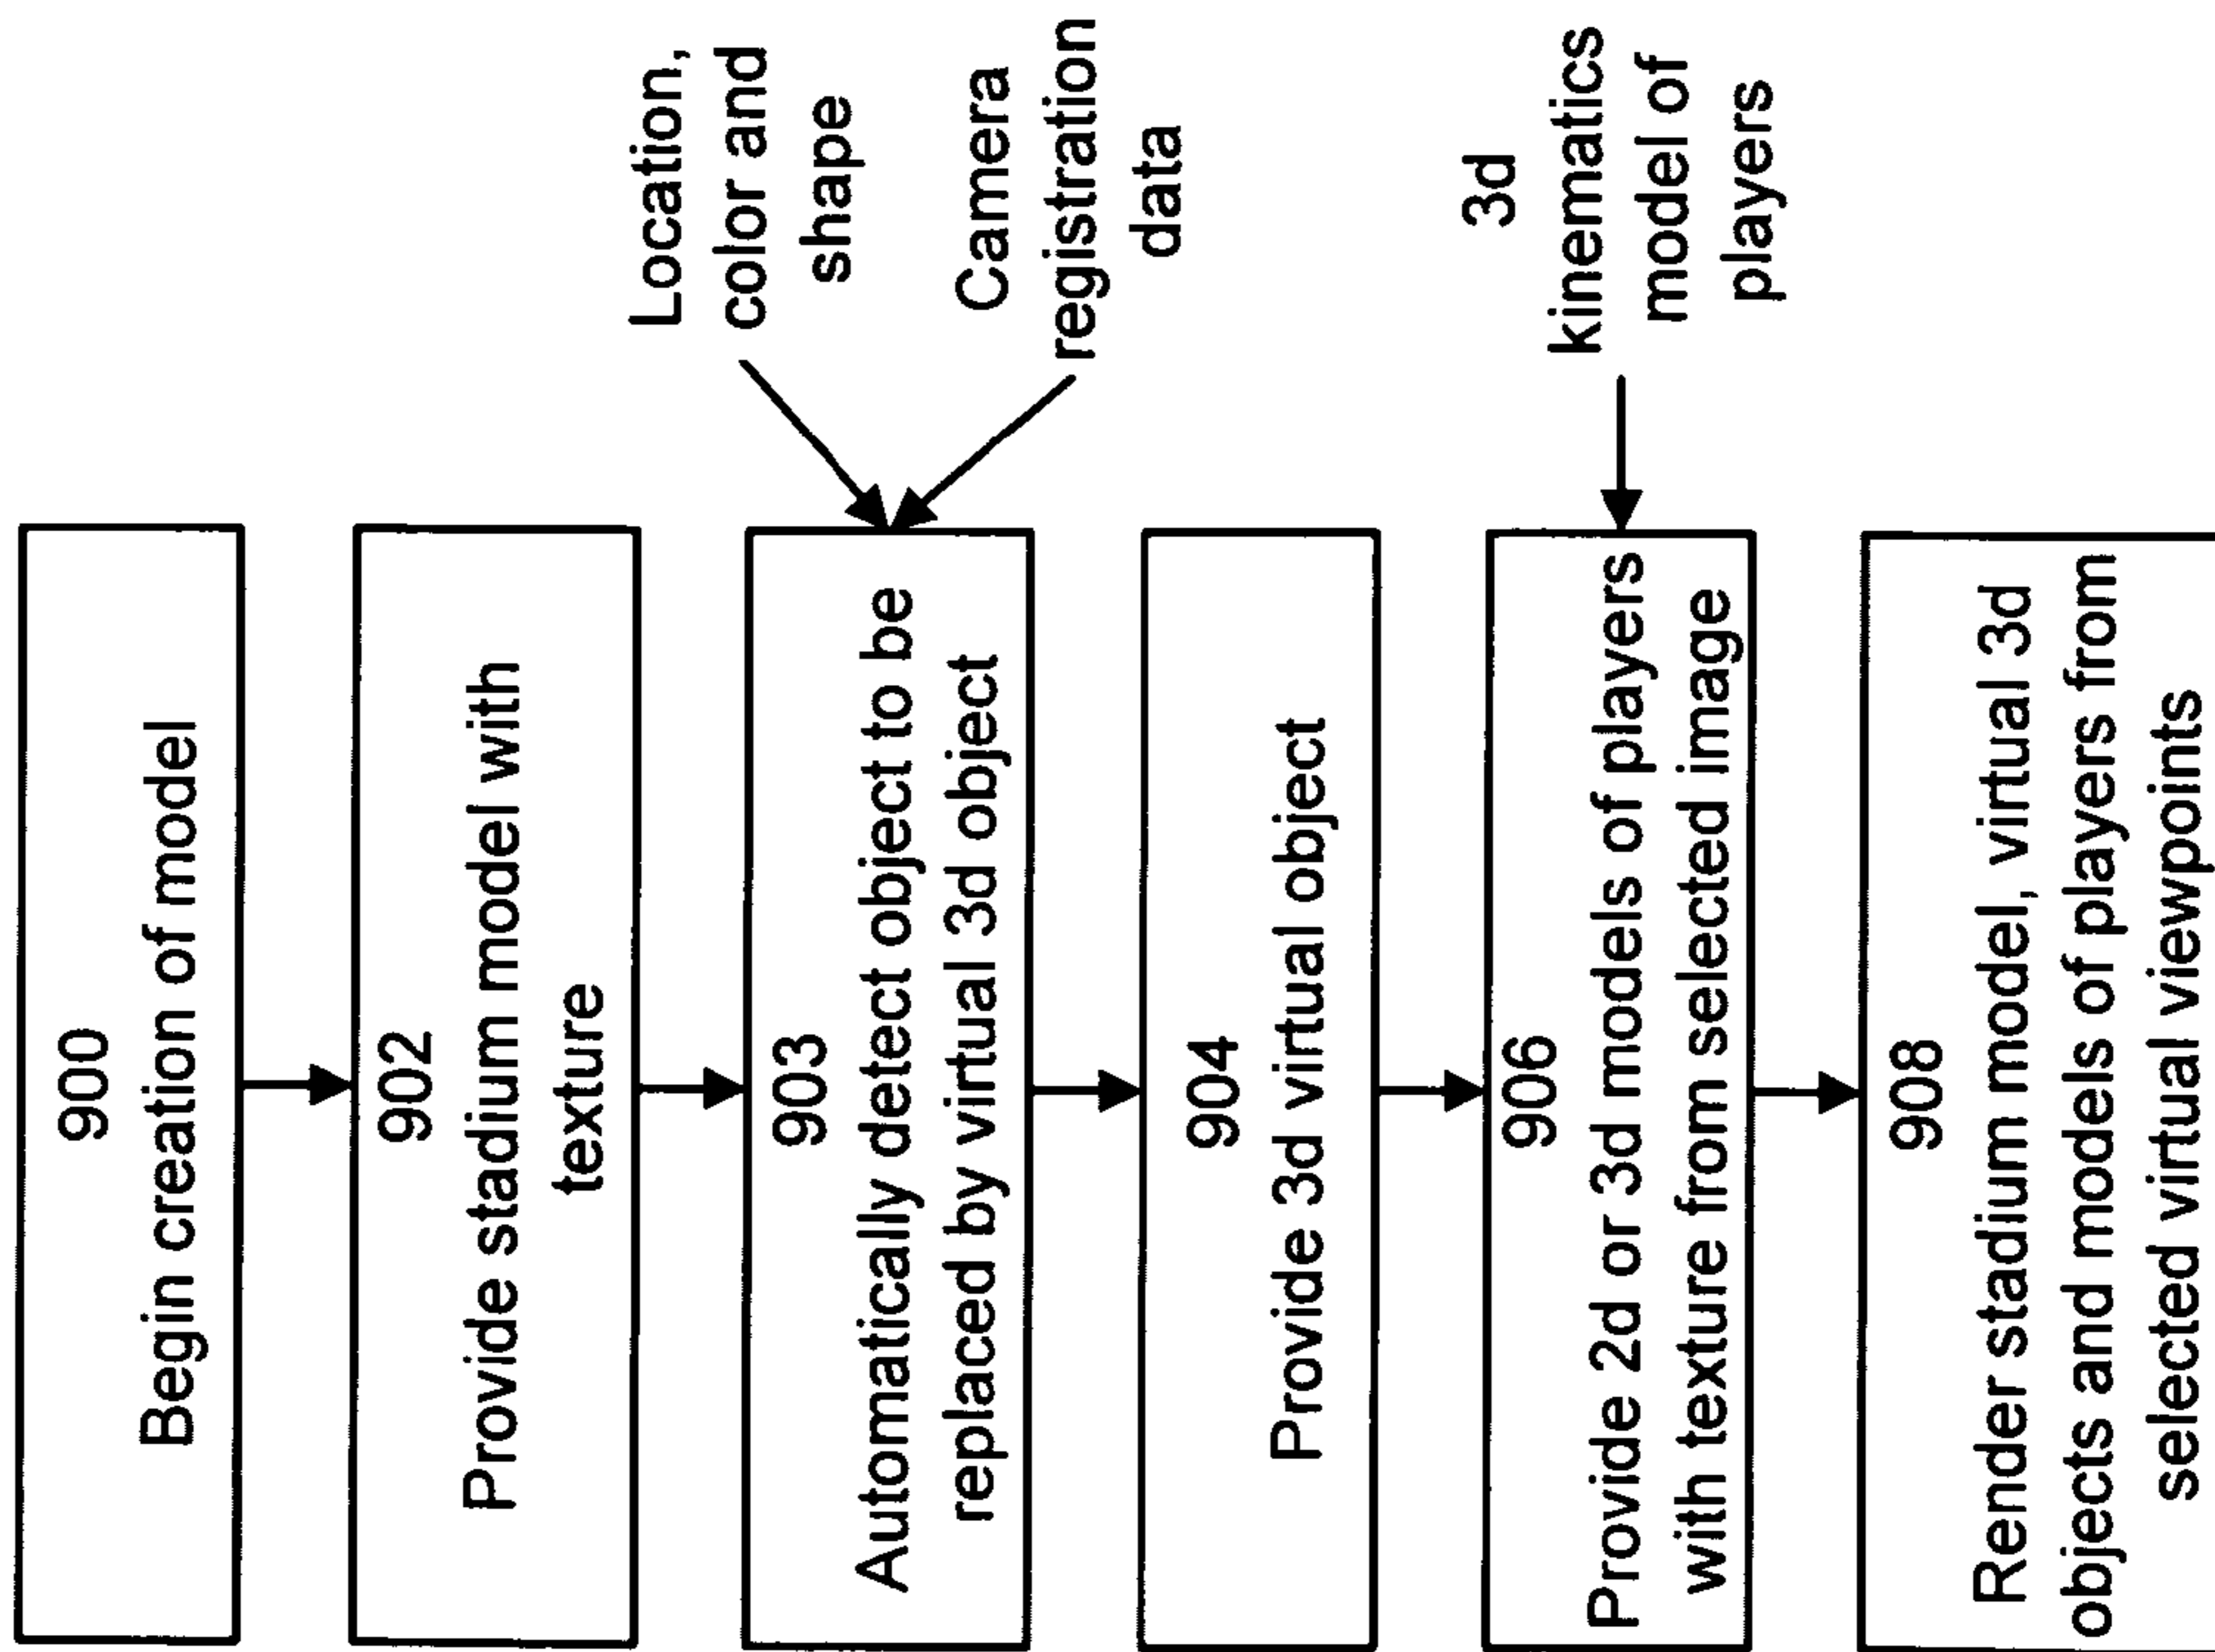 900
Begin creation of model
902
Provide stadium model with
texture
903
Automatically detect object to be
replaced by virtual 3d object
Location,
color and
shape
Camera
registration
data
904
Provide 3d virtual object
906
Provide 2d or 3d models of players
with texture from selected image
3d
kinematics
model of
players
908
Render stadium model, virtual 3d
objects and models of players from
selected virtual viewpoints